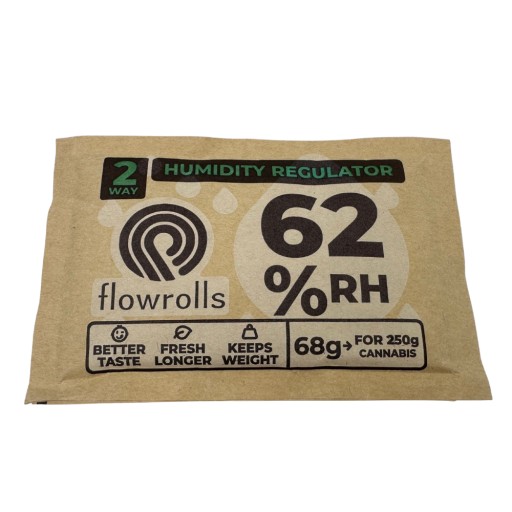 2
WAY
HUMIDITY REGULATOR
flowrolls
62
%RH
BETTER
TASTE
FRESH
LONGER
KEEPS
WEIGHT
68g→ FOR 250g
CANNABIS